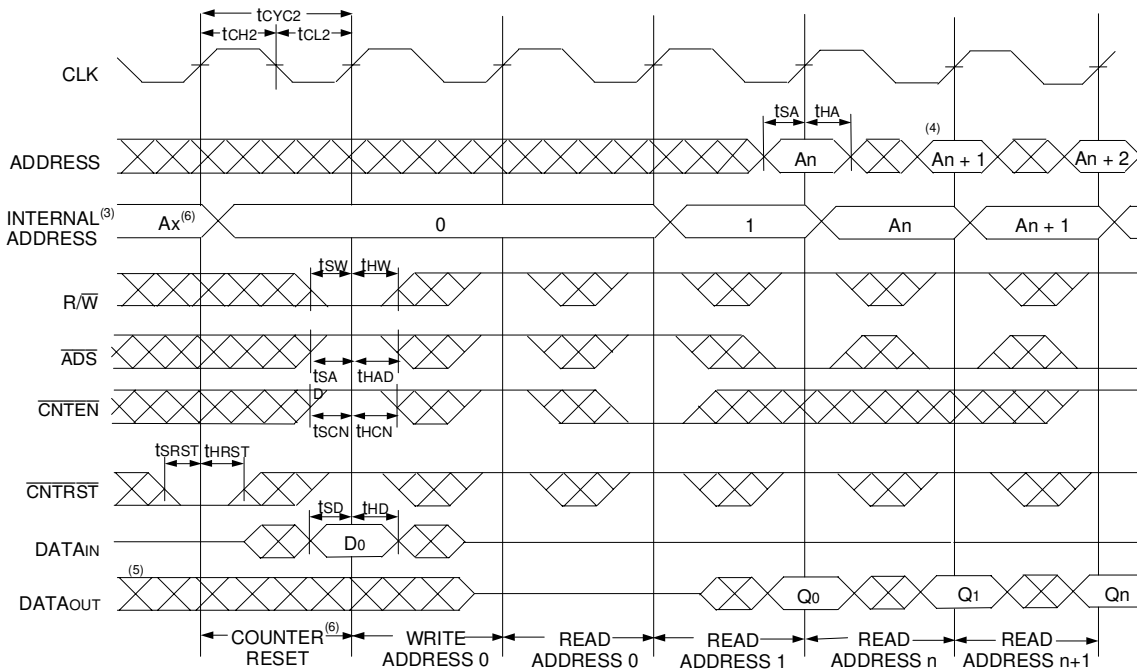 tCYC2
tCH2 tCL2
CLK
tSA tHA
(4)
ADDRESS An An + 1 An + 2
INTERNAL(3)
ADDRESS
Ax(6) 0 1 An An + 1
tSW tHW
R/W̅
A̅D̅S̅
tSA
D
tHAD
C̅N̅T̅E̅N̅
tSCN tHCN
tSRST tHRST
C̅N̅T̅R̅S̅T̅
tSD tHD
DATAIN D0
(5)
DATAOUT Q0 Q1 Qn
COUNTER(6)
RESET
WRITE
ADDRESS 0
READ
ADDRESS 0
READ
ADDRESS 1
READ
ADDRESS n
READ
ADDRESS n+1